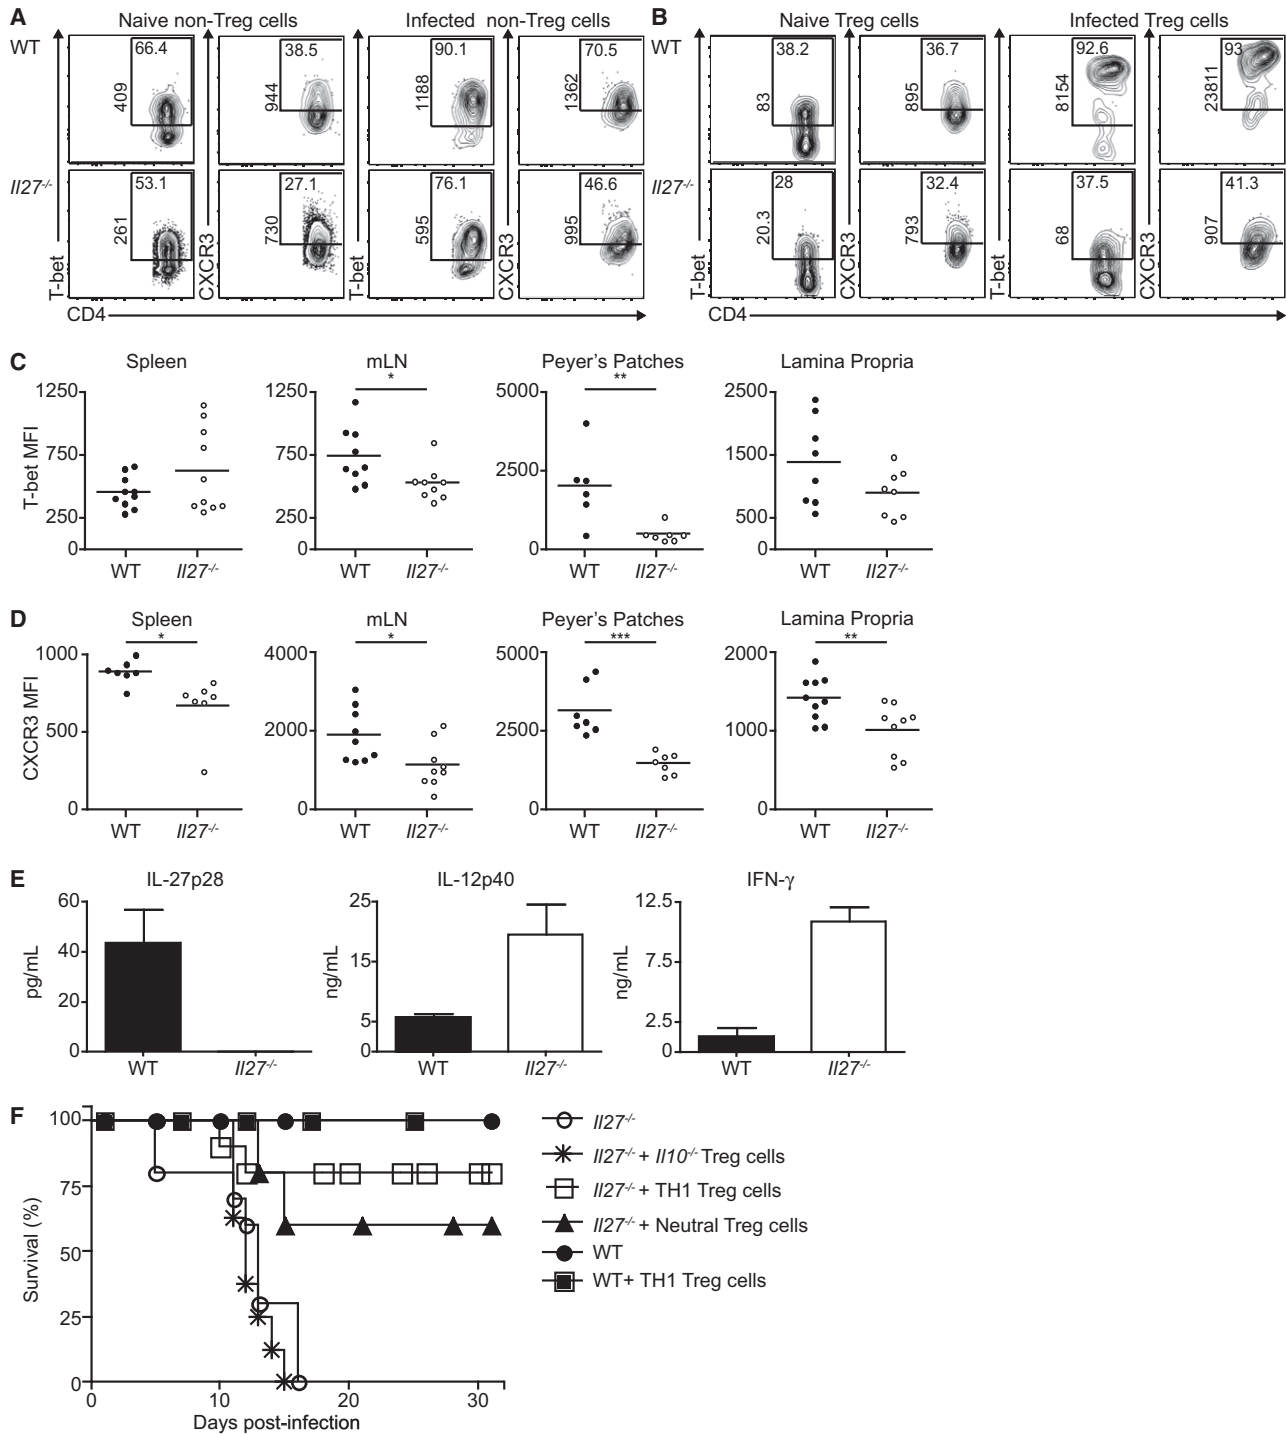 A
Naive non-Treg cells
Infected non-Treg cells
B
Naive Treg cells
Infected Treg cells
WT
66.4
409
38.5
944
90.1
1188
70.5
1362
WT
38.2
83
36.7
895
92.6
8154
93
23811
Il27-/-
53.1
261
27.1
730
76.1
595
46.6
995
Il27-/-
28
20.3
32.4
793
37.5
68
41.3
907
T-bet
CXCR3
T-bet
CXCR3
T-bet
CXCR3
T-bet
CXCR3
CD4
CD4
C
Spleen
mLN
Peyer's Patches
Lamina Propria
T-bet MFI
1250
750
250
0
WT
Il27-/-
*
1250
750
250
0
WT
Il27-/-
**
5000
2500
0
WT
Il27-/-
2500
1500
500
0
WT
Il27-/-
D
Spleen
mLN
Peyer's Patches
Lamina Propria
CXCR3 MFI
*
1000
500
0
WT
Il27-/-
*
4000
2000
0
WT
Il27-/-
***
5000
2500
0
WT
Il27-/-
**
2000
1000
0
WT
Il27-/-
E
IL-27p28
IL-12p40
IFN-γ
pg/mL
60
40
20
0
WT
Il27-/-
ng/mL
25
15
5
0
WT
Il27-/-
ng/mL
12.5
7.5
2.5
0
WT
Il27-/-
F
Survival (%)
100
75
50
25
0
0
10
20
30
Days post-infection
Il27-/-
Il27-/- + Il10-/- Treg cells
Il27-/- + TH1 Treg cells
Il27-/- + Neutral Treg cells
WT
WT+ TH1 Treg cells